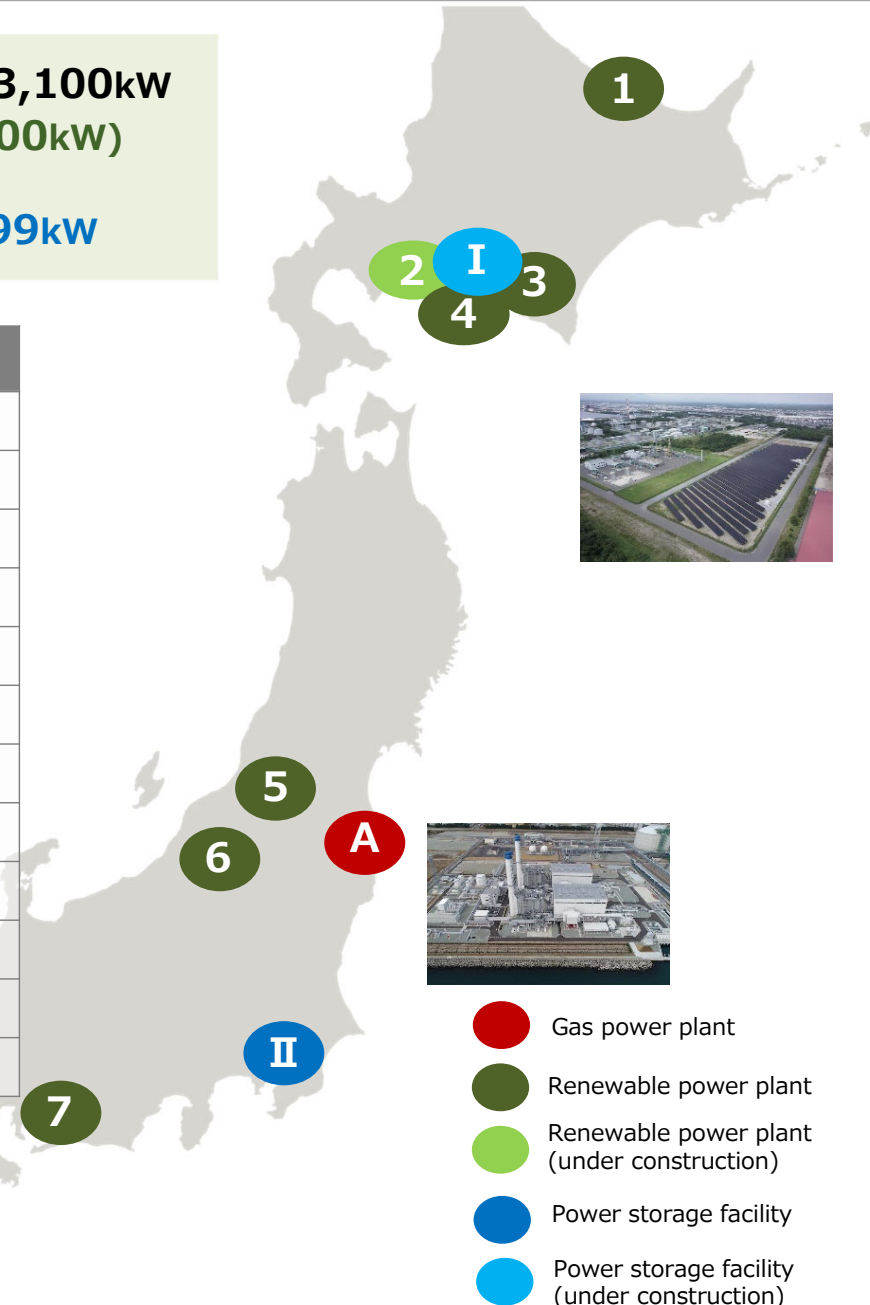 3,100kW
00kW)
99kW
1
2
I
3
4
5
6
A
II
7
Gas power plant
Renewable power plant
Renewable power plant
(under construction)
Power storage facility
Power storage facility
(under construction)